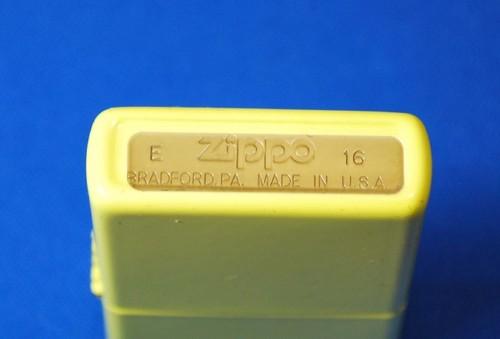 E Zippo 16
BRADFORD, PA. MADE IN U.S.A.